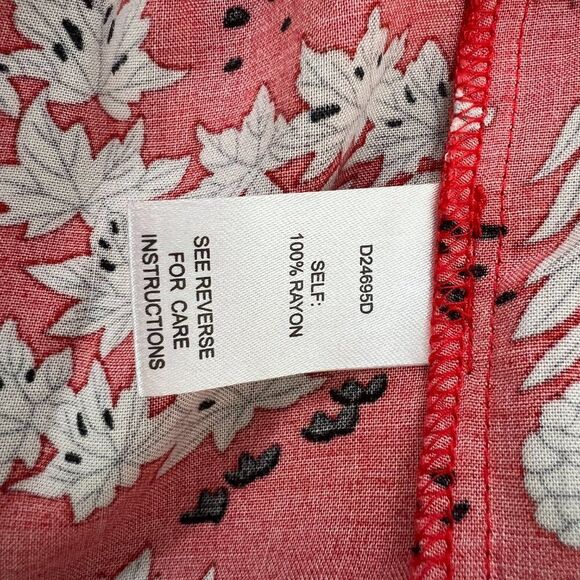 D24695D
SELF:
100% RAYON
SEE REVERSE
FOR CARE
INSTRUCTIONS